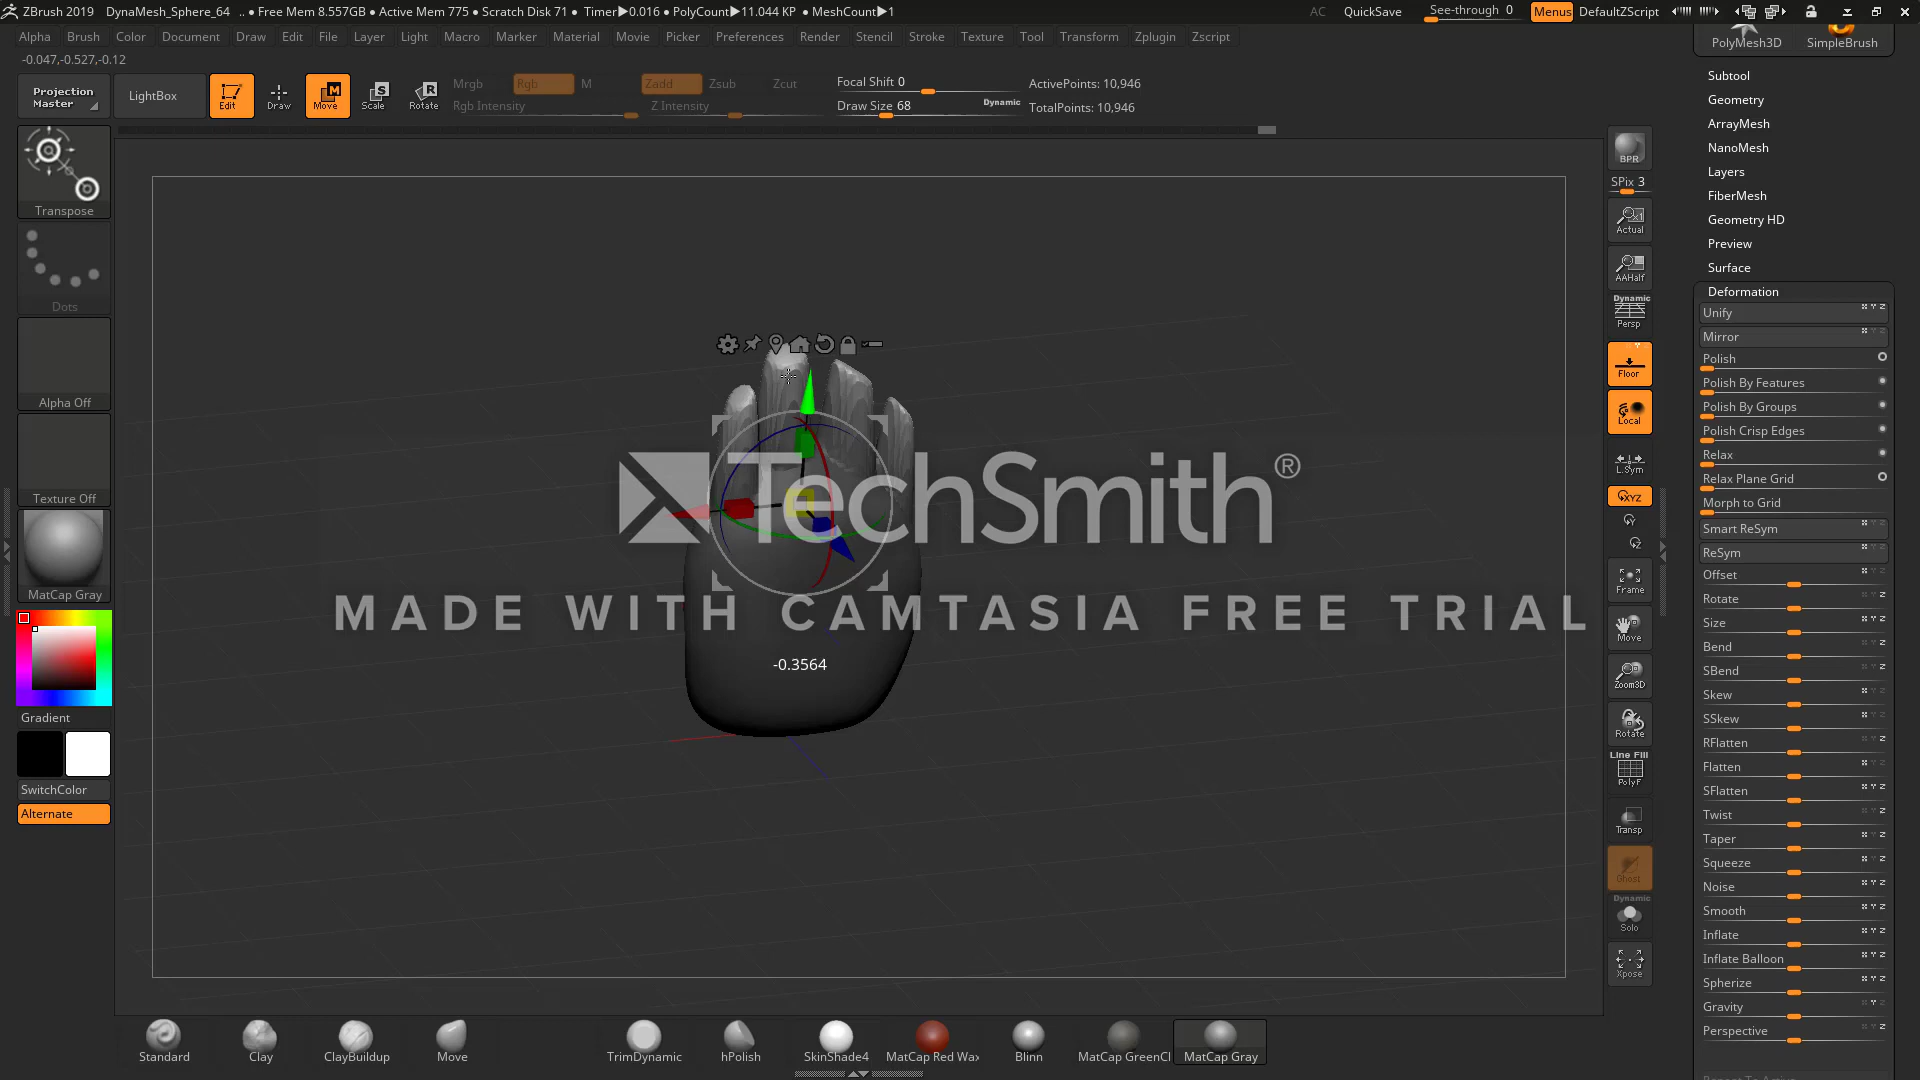 ZBrush 2019 DynaMesh_Sphere_64 .. • Free Mem 8.557GB • Active Mem 775 • Scratch Disk 71 • Timer▶0.016 • PolyCount▶11.044 KP • MeshCount▶1 AC QuickSave See-through 0 Menus DefaultZScript
Alpha Brush Color Document Draw Edit File Layer Light Macro Marker Material Movie Picker Preferences Render Stencil Stroke Texture Tool Transform Zplugin Zscript
PolyMesh3D SimpleBrush
-0.047,-0.527,-0.12
Projection Master
LightBox
Edit
Draw
Move
Scale
Rotate
Mrgb Rgb M Zadd Zsub Zcut
Rgb Intensity Z Intensity
Focal Shift 0
Draw Size 68 Dynamic
ActivePoints: 10,946
TotalPoints: 10,946
Transpose
Dots
Alpha Off
Texture Off
MatCap Gray
Gradient
SwitchColor
Alternate
TechSmith®
MADE WITH CAMTASIA FREE TRIAL
-0.3564
BPR
SPix 3
Actual
AAHalf
Dynamic
Persp
Floor
Local
L.Sym
XYZ
Frame
Move
Zoom3D
Rotate
Line Fill
PolyF
Transp
Ghost
Dynamic
Solo
Xpose
Subtool
Geometry
ArrayMesh
NanoMesh
Layers
FiberMesh
Geometry HD
Preview
Surface
Deformation
Unify
Mirror
Polish
Polish By Features
Polish By Groups
Polish Crisp Edges
Relax
Relax Plane Grid
Morph to Grid
Smart ReSym
ReSym
Offset
Rotate
Size
Bend
SBend
Skew
SSkew
RFlatten
Flatten
SFlatten
Twist
Taper
Squeeze
Noise
Smooth
Inflate
Inflate Balloon
Spherize
Gravity
Perspective
Standard Clay ClayBuildup Move TrimDynamic hPolish SkinShade4 MatCap Red Wax Blinn MatCap GreenCl MatCap Gray